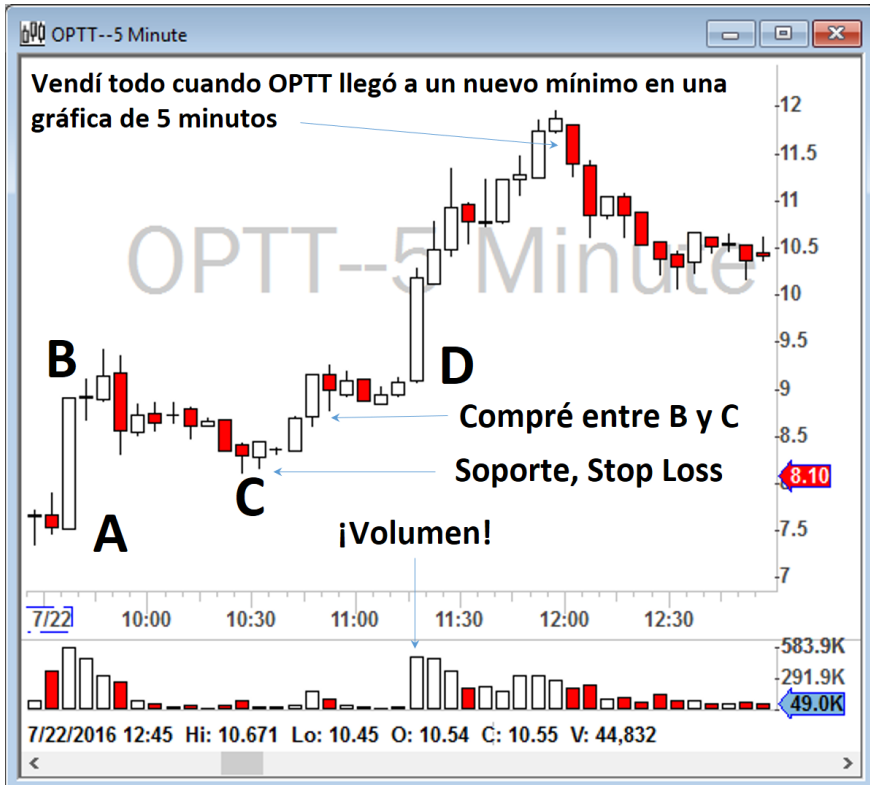 OPTT--5 Minute
Vendí todo cuando OPTT llegó a un nuevo mínimo en una
gráfica de 5 minutos
OPTT--5 Minute
12
11.5
11
10.5
10
9.5
9
8.5
8.10
7.5
7
B
D
Compré entre B y C
Soporte, Stop Loss
C
A
¡Volumen!
7/22 10:00 10:30 11:00 11:30 12:00 12:30
583.9K
291.9K
49.0K
7/22/2016 12:45 Hi: 10.671 Lo: 10.45 O: 10.54 C: 10.55 V: 44,832